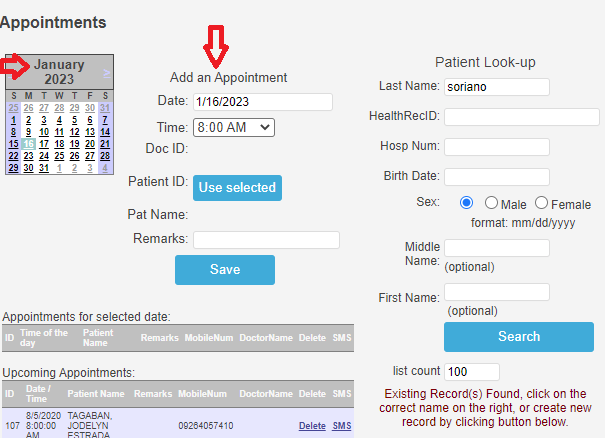 Appointments
January 2023 >
S M T W T F S
25 26 27 28 29 30 31
1 2 3 4 5 6 7
8 9 10 11 12 13 14
15 16 17 18 19 20 21
22 23 24 25 26 27 28
29 30 31 1 2 3 4
Add an Appointment
Date: 1/16/2023
Time: 8:00 AM
Doc ID:
Patient ID: Use selected
Pat Name:
Remarks:
Save
Patient Look-up
Last Name: soriano
HealthRecID:
Hosp Num:
Birth Date:
Sex: Male Female
format: mm/dd/yyyy
Middle
Name:
(optional)
First Name:
(optional)
Search
list count 100
Existing Record(s) Found, click on the
correct name on the right, or create new
record by clicking button below.
Appointments for selected date:
ID Time of the day Patient Name Remarks MobileNum DoctorName Delete SMS
Upcoming Appointments:
ID Date / Time Patient Name Remarks MobileNum DoctorName Delete SMS
107 8/5/2020 8:00:00 AM TAGABAN, JODELYN ESTRADA 09264057410 Delete SMS